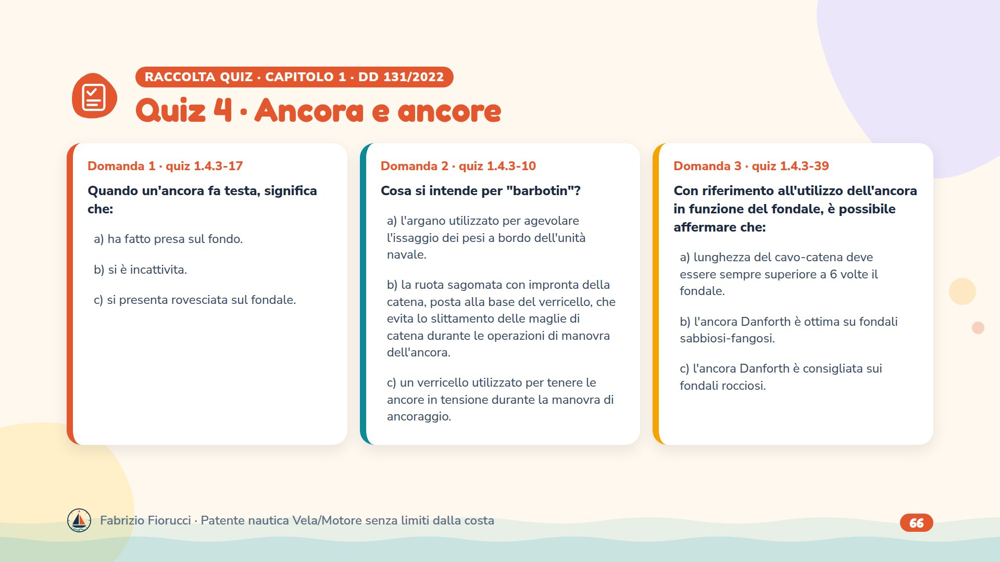 RACCOLTA QUIZ · CAPITOLO 1 · DD 131/2022
Quiz 4 · Ancora e ancore
Domanda 1 · quiz 1.4.3-17
Quando un'ancora fa testa, significa
che:
a) ha fatto presa sul fondo.
b) si è incattivita.
c) si presenta rovesciata sul fondale.
Domanda 2 · quiz 1.4.3-10
Cosa si intende per "barbotin"?
a) l'argano utilizzato per agevolare
l'issaggio dei pesi a bordo dell'unità
navale.
b) la ruota sagomata con impronta della
catena, posta alla base del verricello, che
evita lo slittamento delle maglie di
catena durante le operazioni di manovra
dell'ancora.
c) un verricello utilizzato per tenere le
ancore in tensione durante la manovra di
ancoraggio.
Domanda 3 · quiz 1.4.3-39
Con riferimento all'utilizzo dell'ancora
in funzione del fondale, è possibile
affermare che:
a) lunghezza del cavo-catena deve
essere sempre superiore a 6 volte il
fondale.
b) l'ancora Danforth è ottima su fondali
sabbiosi-fangosi.
c) l'ancora Danforth è consigliata sui
fondali rocciosi.
Fabrizio Fiorucci · Patente nautica Vela/Motore senza limiti dalla costa
66